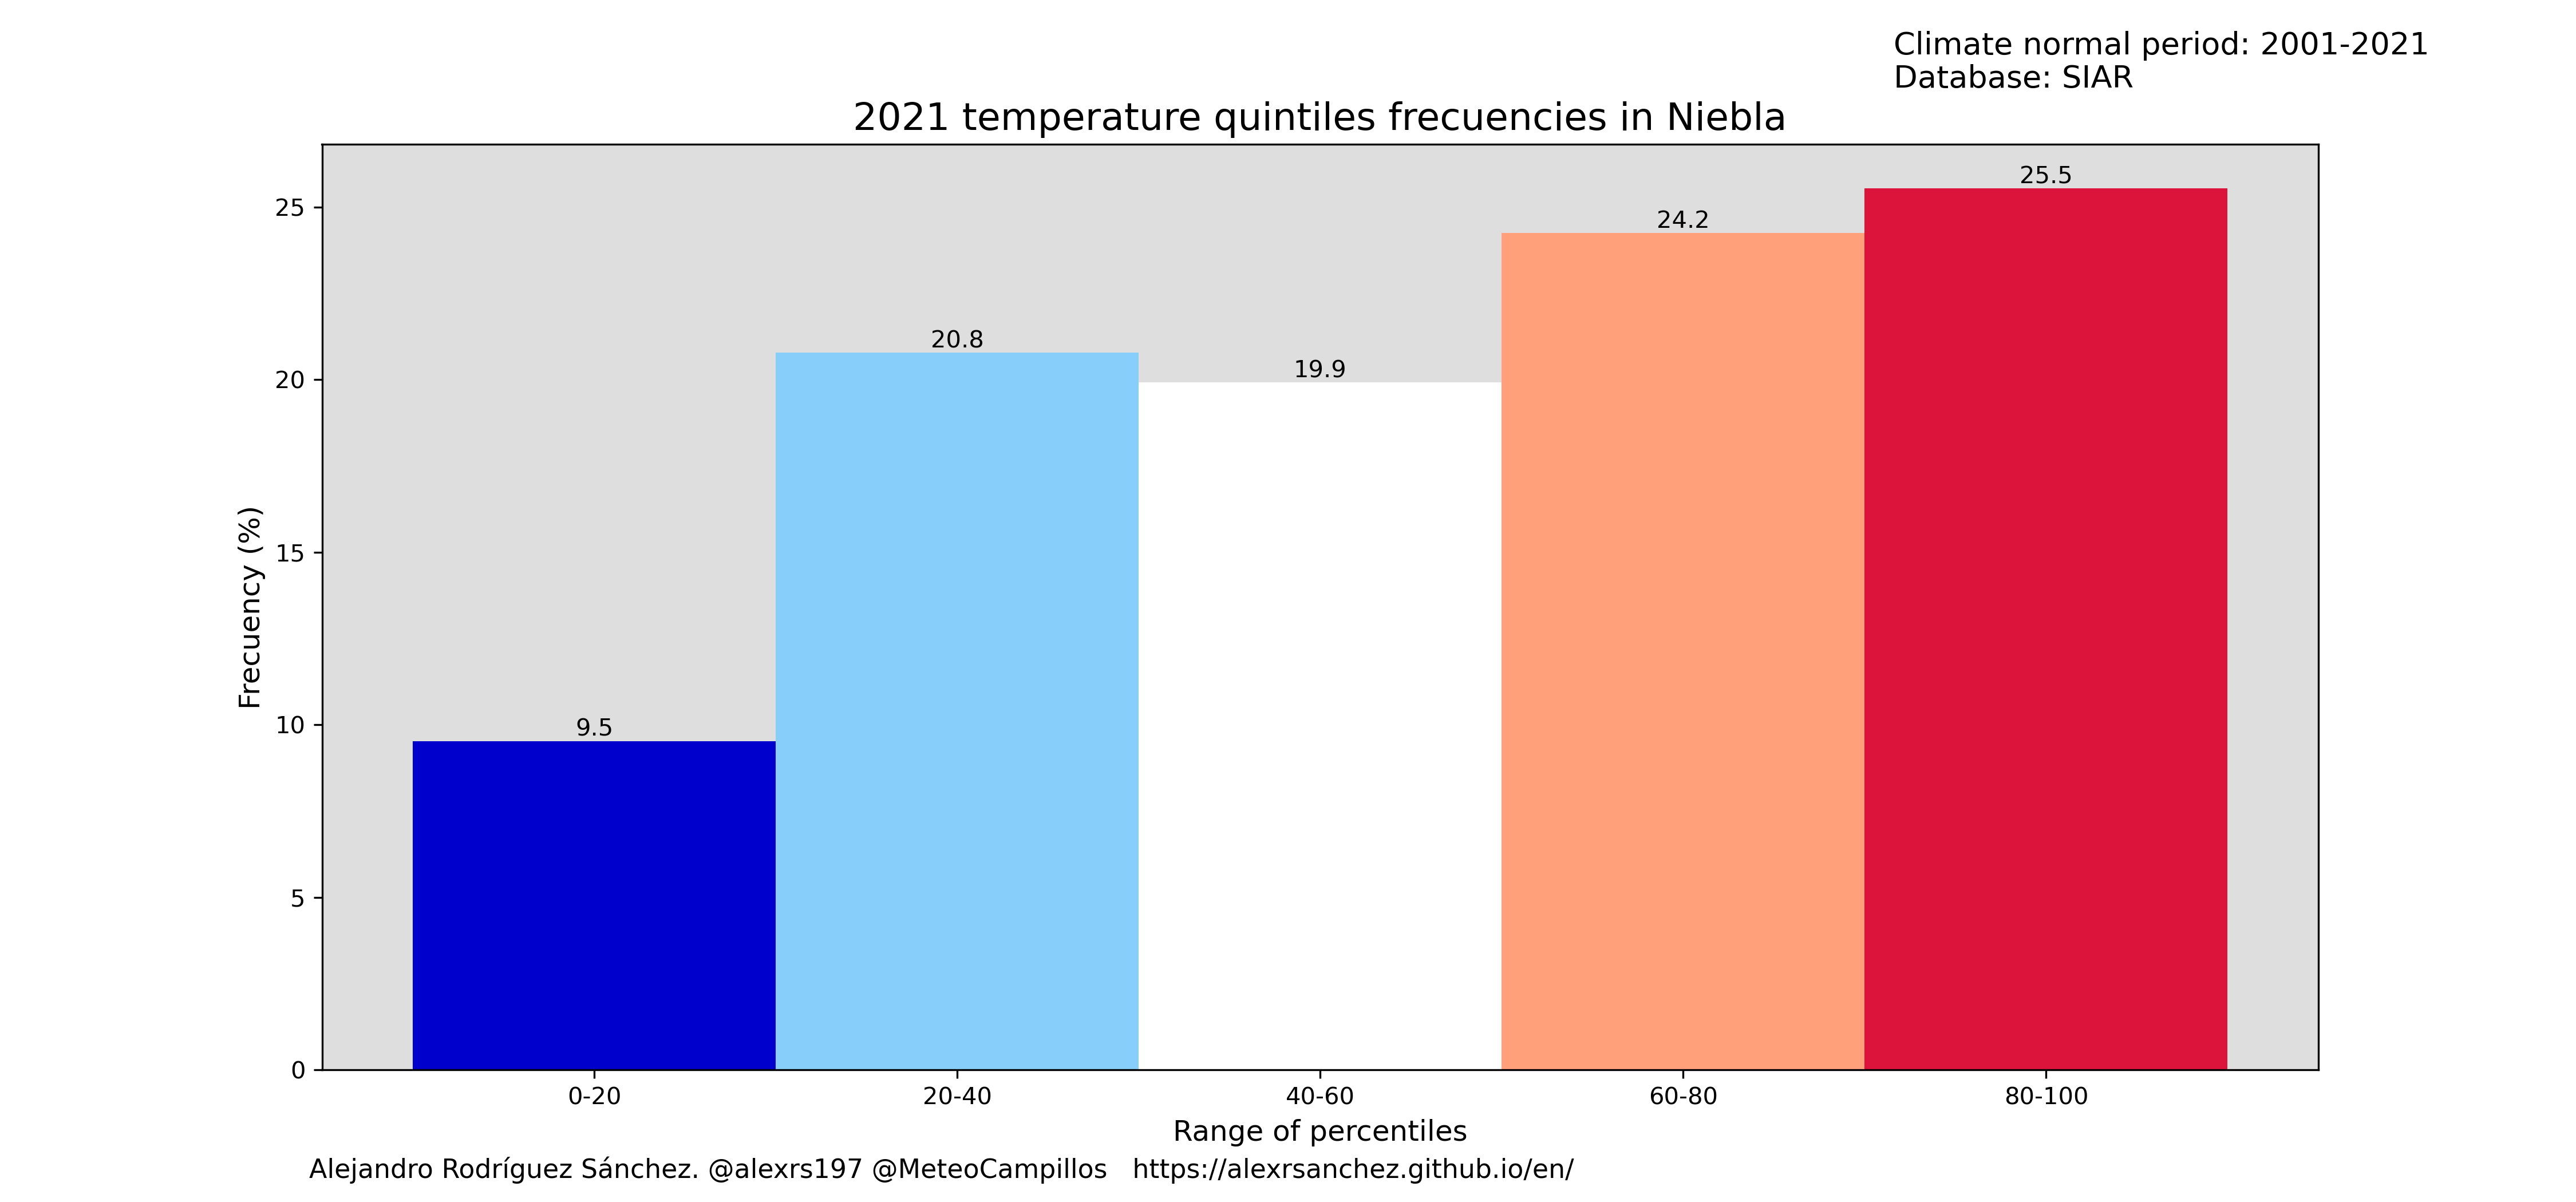 Climate normal period: 2001-2021
Database: SIAR
2021 temperature quintiles frecuencies in Niebla
25.5
24.2
20.8
19.9
9.5
25
20
15
10
5
0
Frecuency (%)
0-20 20-40 40-60 60-80 80-100
Range of percentiles
Alejandro Rodríguez Sánchez. @alexrs197 @MeteoCampillos https://alexrsanchez.github.io/en/